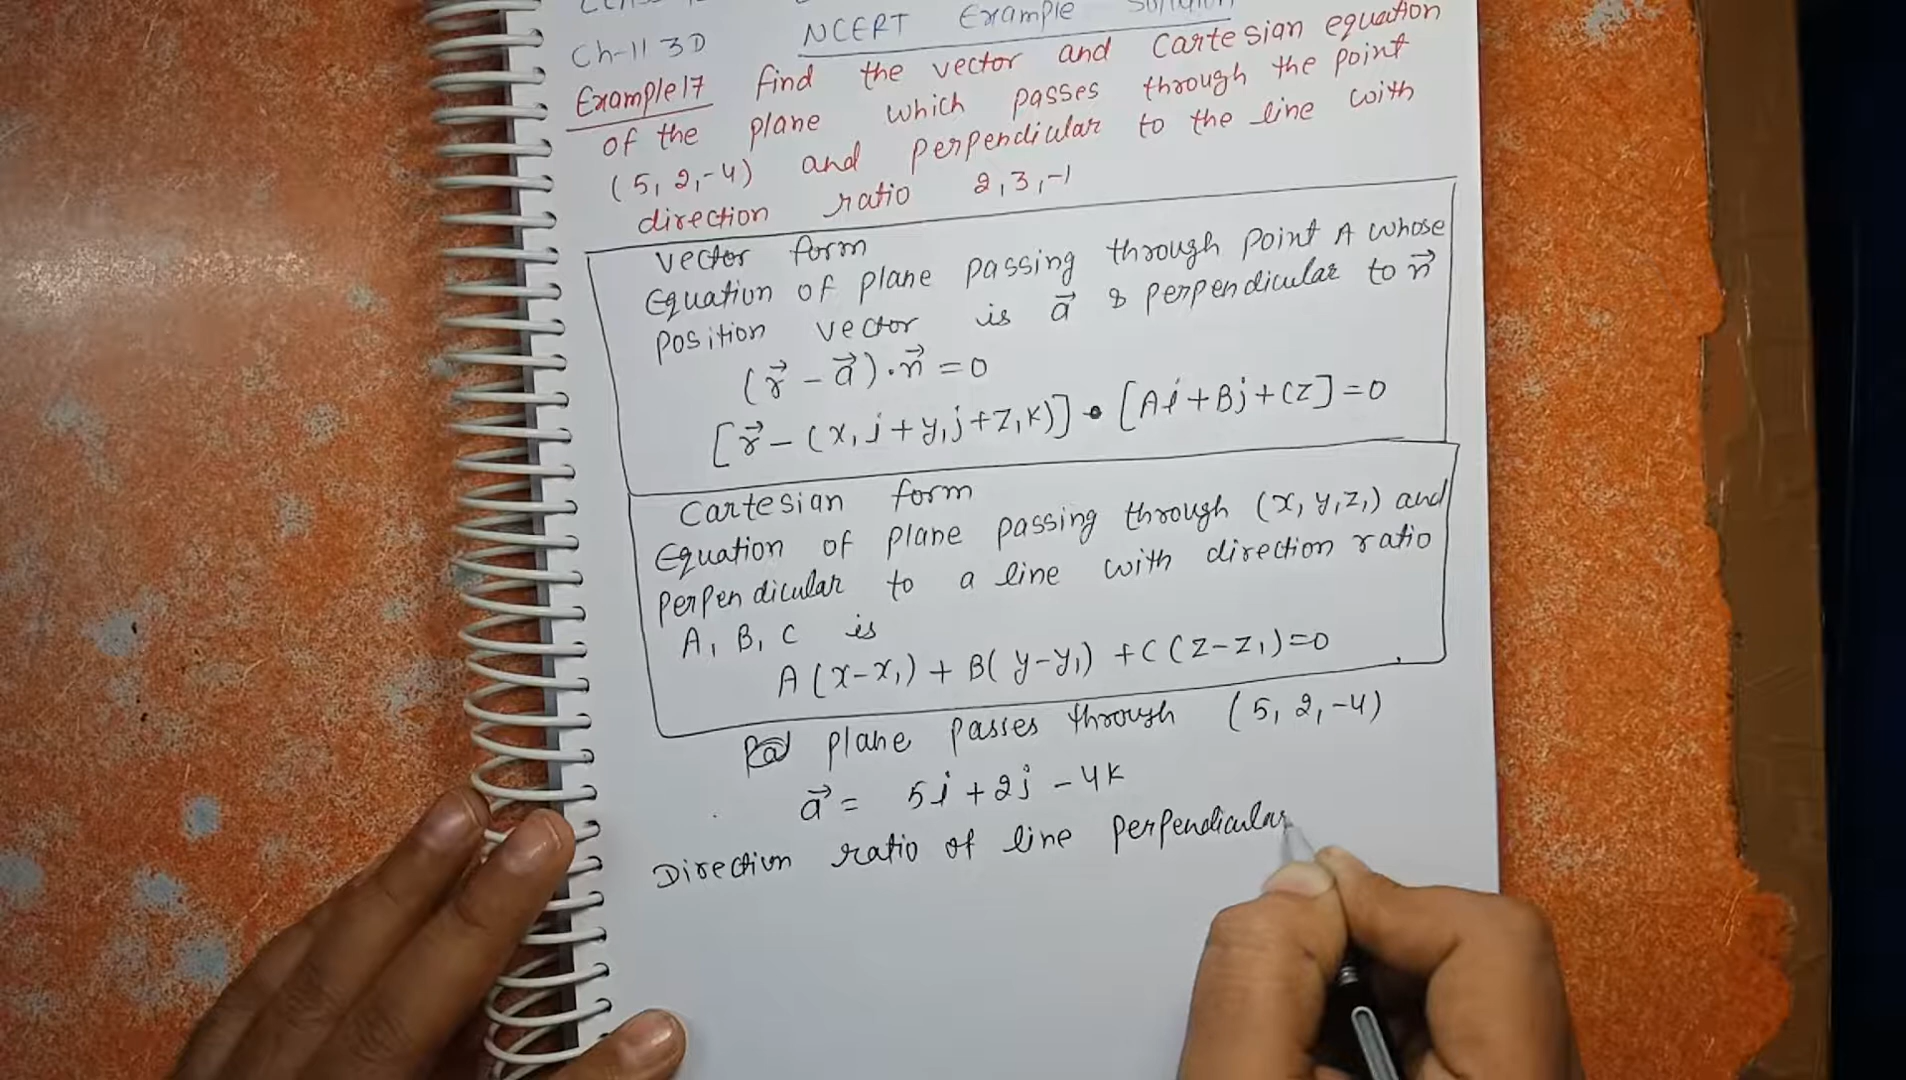 NCERT Example Solution
Ch-11 3D
Example 17 find the vector and Cartesian equation
of the plane which passes through the point
(5, 2, -4) and perpendicular to the line with
direction ratio 2, 3, -1
vector form
Equation of plane passing through point A whose
position vector is a⃗ & perpendicular to n⃗
(r⃗ - a⃗).n⃗ = 0
[r⃗ - (x₁i + y₁j + z₁k)] • [Ai + Bj + CZ] = 0
Cartesian form
Equation of plane passing through (x, y, z₁) and
perpendicular to a line with direction ratio
A, B, C is
A(x-x₁) + B(y-y₁) + C(z-z₁)=0
plane passes through (5, 2, -4)
a⃗ = 5i + 2j - 4k
Direction ratio of line perpendicular